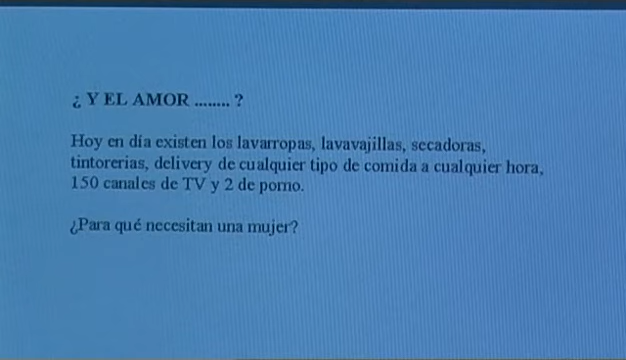 ¿ Y EL AMOR ........ ?
Hoy en día existen los lavarropas, lavavajillas, secadoras,
tintorerias, delivery de cualquier tipo de comida a cualquier hora,
150 canales de TV y 2 de porno.
¿Para qué necesitan una mujer?